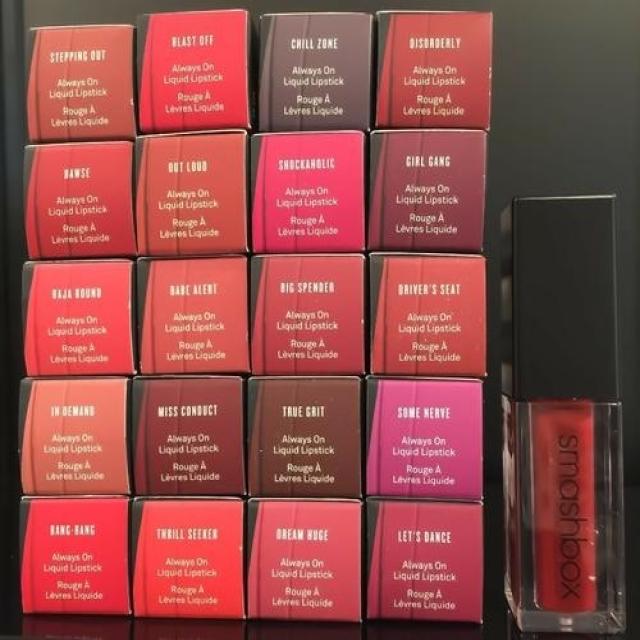 STEPPING OUT
Always On
Liquid Lipstick
Rouge À
Lèvres Liquide
BLAST OFF
Always On
Liquid Lipstick
Rouge À
Lèvres Liquide
CHILL ZONE
Always On
Liquid Lipstick
Rouge À
Lèvres Liquide
DISORDERLY
Always On
Liquid Lipstick
Rouge À
Lèvres Liquide
BAWSE
Always On
Liquid Lipstick
Rouge À
Lèvres Liquide
OUT LOUD
Always On
Liquid Lipstick
Rouge À
Lèvres Liquide
SHOCKAHOLIC
Always On
Liquid Lipstick
Rouge À
Lèvres Liquide
GIRL GANG
Always On
Liquid Lipstick
Rouge À
Lèvres Liquide
BAJA BOUND
Always On
Liquid Lipstick
Rouge À
Lèvres Liquide
BABE ALERT
Always On
Liquid Lipstick
Rouge À
Lèvres Liquide
BIG SPENDER
Always On
Liquid Lipstick
Rouge À
Lèvres Liquide
DRIVER'S SEAT
Always On
Liquid Lipstick
Rouge À
Lèvres Liquide
IN DEMAND
Always On
Liquid Lipstick
Rouge À
Lèvres Liquide
MISS CONDUCT
Always On
Liquid Lipstick
Rouge À
Lèvres Liquide
TRUE GRIT
Always On
Liquid Lipstick
Rouge À
Lèvres Liquide
SOME NERVE
Always On
Liquid Lipstick
Rouge À
Lèvres Liquide
BANG-BANG
Always On
Liquid Lipstick
Rouge À
Lèvres Liquide
THRILL SEEKER
Always On
Liquid Lipstick
Rouge À
Lèvres Liquide
DREAM HUGE
Always On
Liquid Lipstick
Rouge À
Lèvres Liquide
LET'S DANCE
Always On
Liquid Lipstick
Rouge À
Lèvres Liquide
smashbox